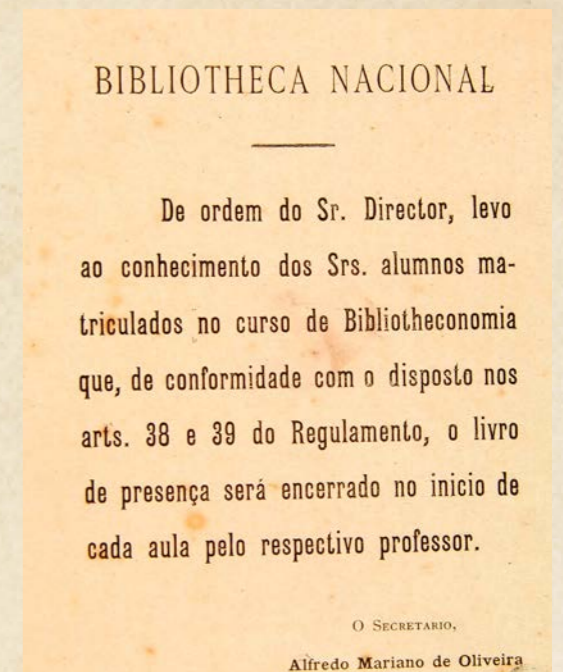 BIBLIOTHECA NACIONAL
De ordem do Sr. Director, levo
ao conhecimento dos Srs. alumnos ma-
triculados no curso de Bibliotheconomia
que, de conformidade com o disposto nos
arts. 38 e 39 do Regulamento, o livro
de presença será encerrado no inicio de
cada aula pelo respectivo professor.
O SECRETARIO,
Alfredo Mariano de Oliveira